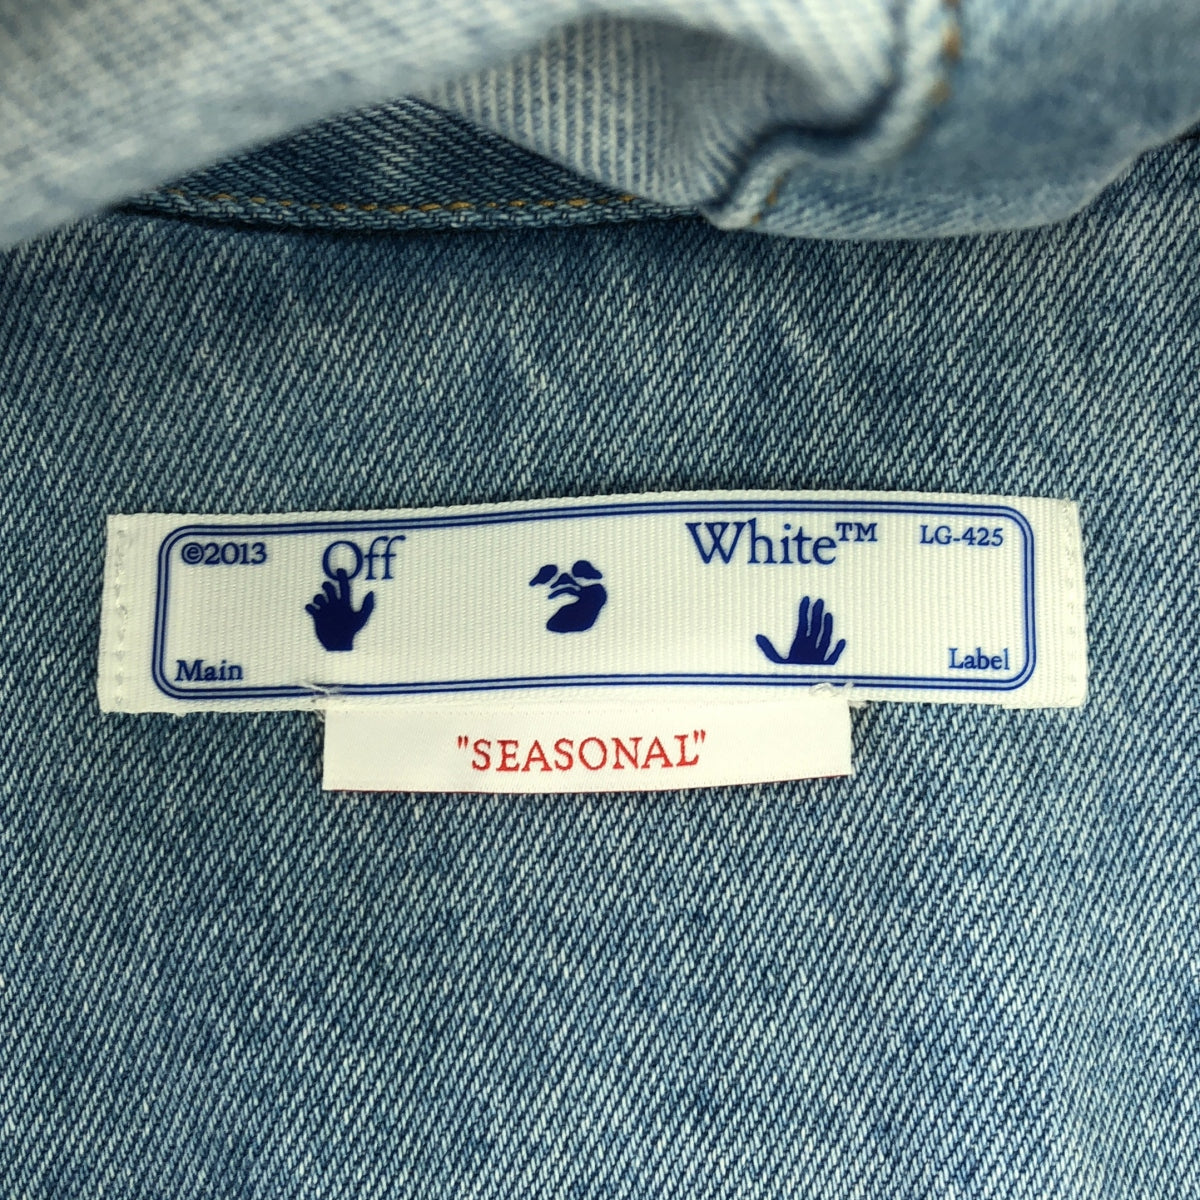 ©2013 Off White™ LG-425
Main Label
"SEASONAL"